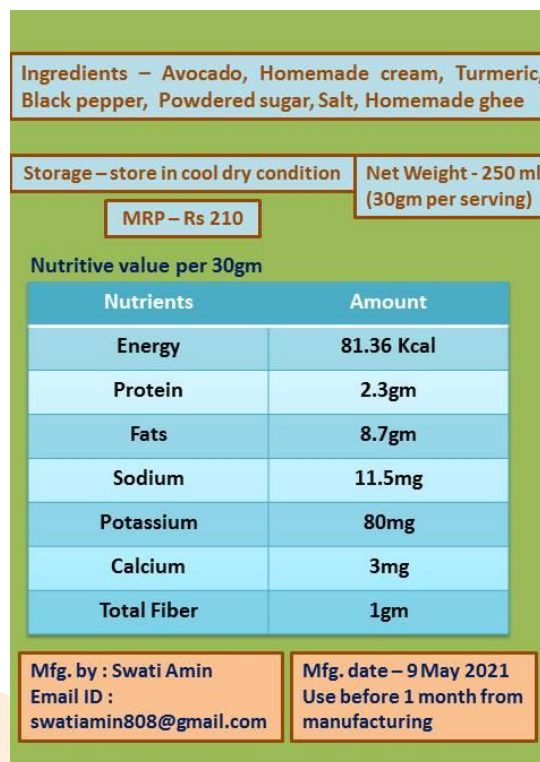 Ingredients – Avocado, Homemade cream, Turmeric,
Black pepper, Powdered sugar, Salt, Homemade ghee
Storage – store in cool dry condition
Net Weight - 250 ml
(30gm per serving)
MRP – Rs 210
Nutritive value per 30gm
Nutrients Amount
Energy 81.36 Kcal
Protein 2.3gm
Fats 8.7gm
Sodium 11.5mg
Potassium 80mg
Calcium 3mg
Total Fiber 1gm
Mfg. by : Swati Amin
Email ID :
swatiamin808@gmail.com
Mfg. date – 9 May 2021
Use before 1 month from
manufacturing